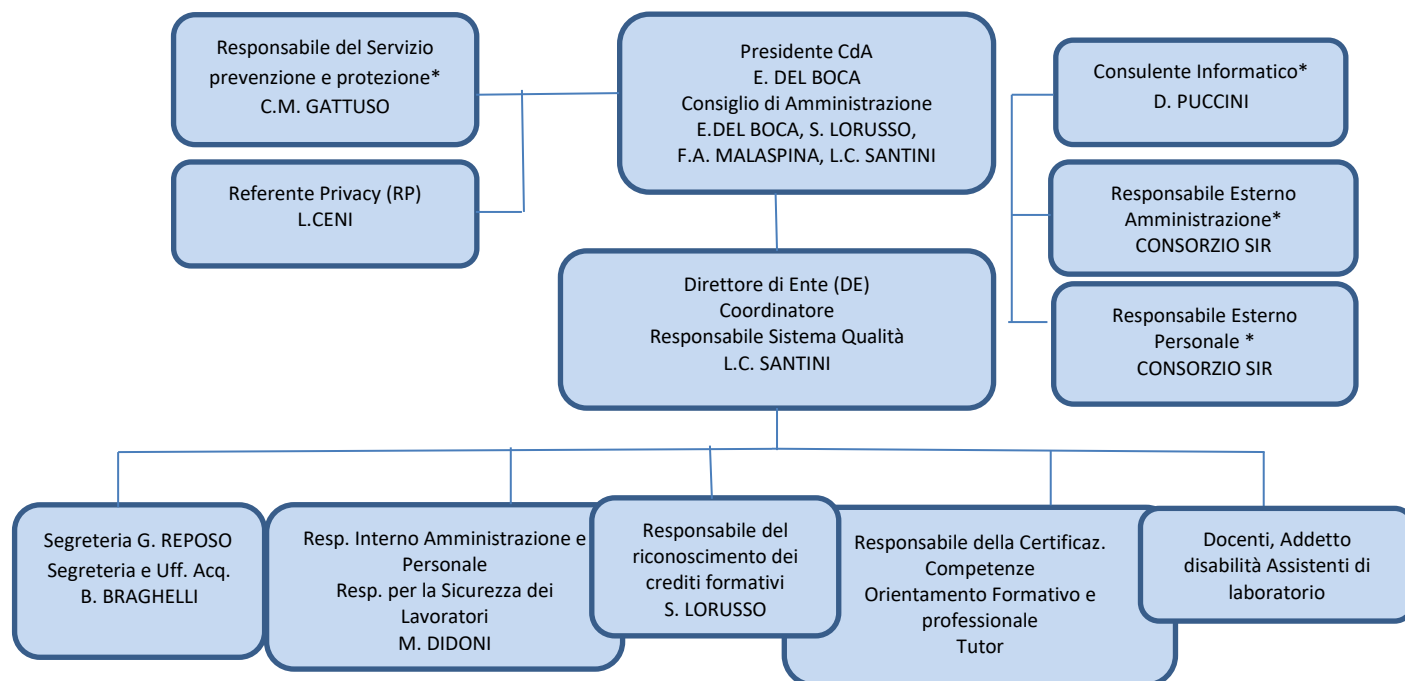 Responsabile del Servizio
prevenzione e protezione*
C.M. GATTUSO
Presidente CdA
E. DEL BOCA
Consiglio di Amministrazione
E.DEL BOCA, S. LORUSSO,
F.A. MALASPINA, L.C. SANTINI
Consulente Informatico*
D. PUCCINI
Referente Privacy (RP)
L.CENI
Responsabile Esterno
Amministrazione*
CONSORZIO SIR
Direttore di Ente (DE)
Coordinatore
Responsabile Sistema Qualità
L.C. SANTINI
Responsabile Esterno
Personale *
CONSORZIO SIR
Segreteria G. REPOSO
Segreteria e Uff. Acq.
B. BRAGHELLI
Resp. Interno Amministrazione e
Personale
Resp. per la Sicurezza dei
Lavoratori
M. DIDONI
Responsabile del
riconoscimento dei
crediti formativi
S. LORUSSO
Responsabile della Certificaz.
Competenze
Orientamento Formativo e
professionale
Tutor
Docenti, Addetto
disabilità Assistenti di
laboratorio